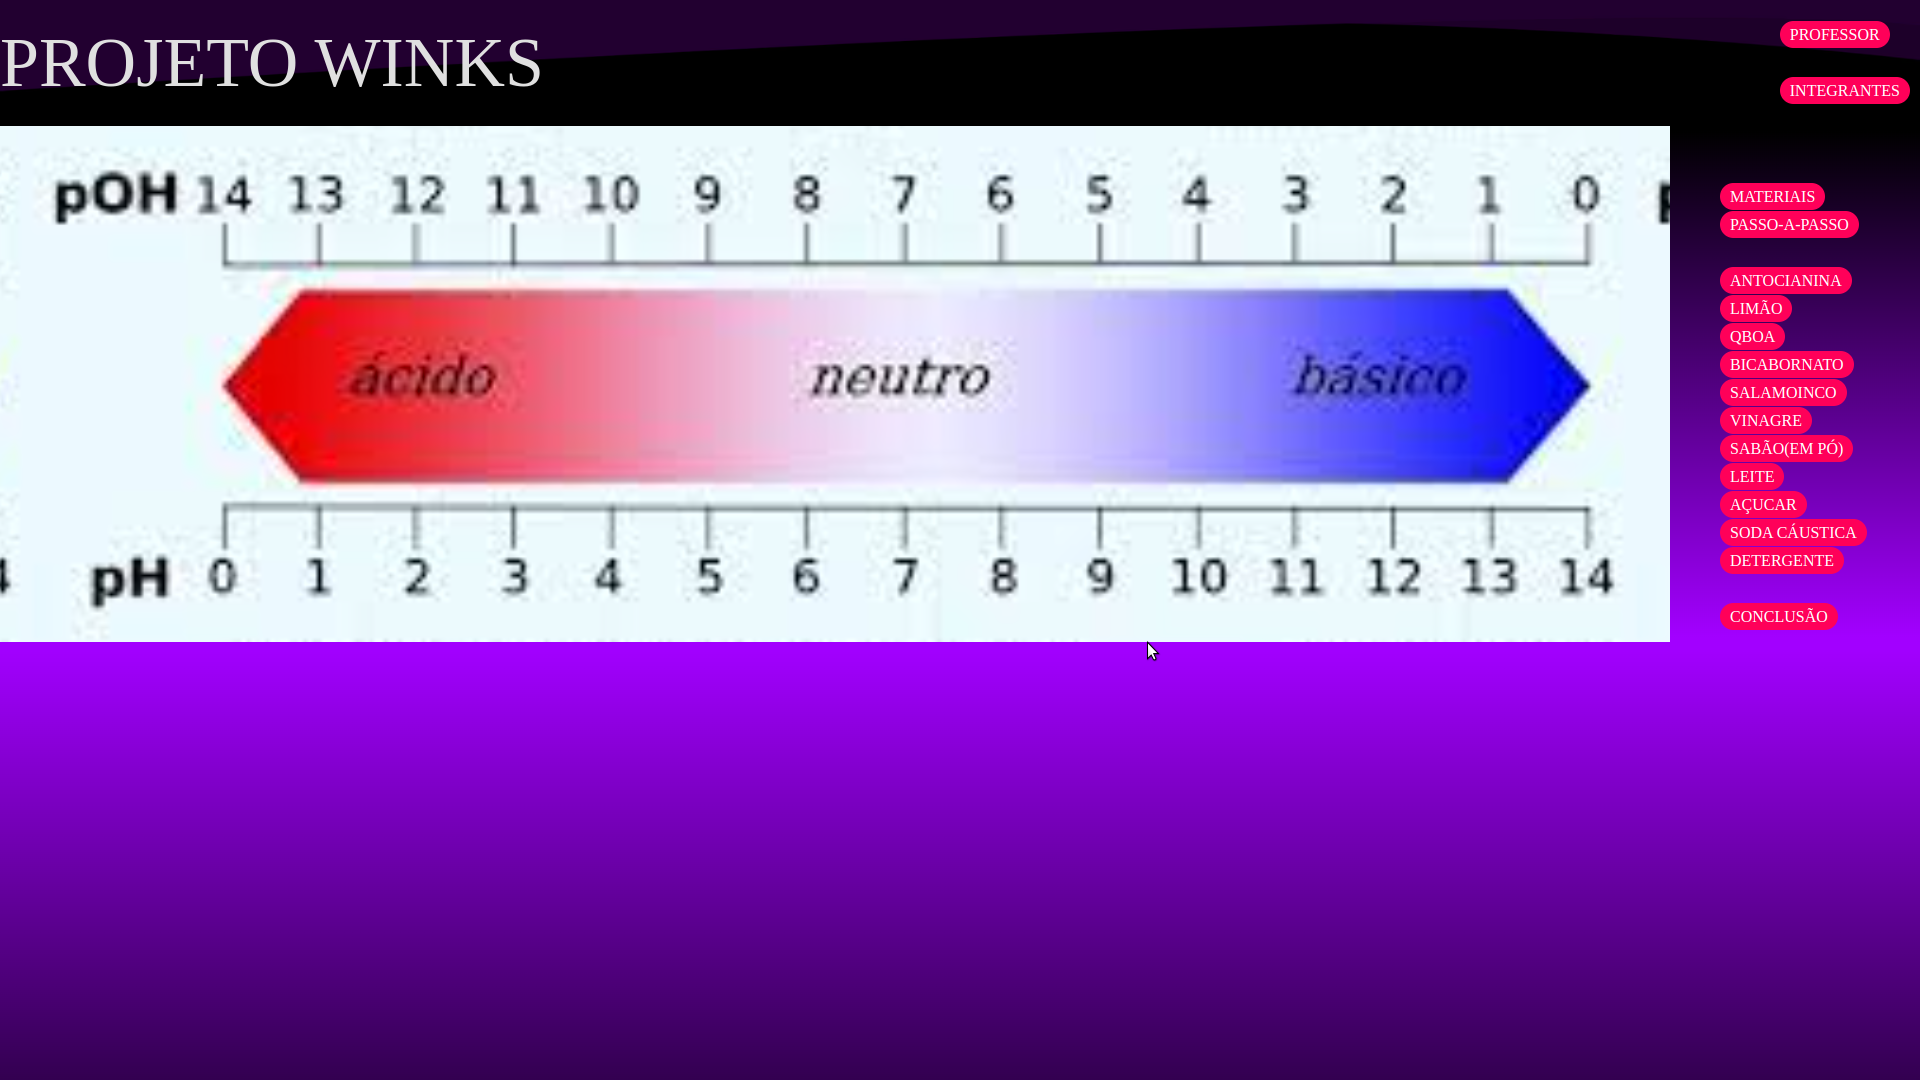 PROJETO WINKS
PROFESSOR
INTEGRANTES
pOH 14 13 12 11 10 9 8 7 6 5 4 3 2 1 0
ácido neutro básico
4
pH 0 1 2 3 4 5 6 7 8 9 10 11 12 13 14
MATERIAIS
PASSO-A-PASSO
ANTOCIANINA
LIMÃO
QBOA
BICABORNATO
SALAMOINCO
VINAGRE
SABÃO(EM PÓ)
LEITE
AÇUCAR
SODA CÁUSTICA
DETERGENTE
CONCLUSÃO